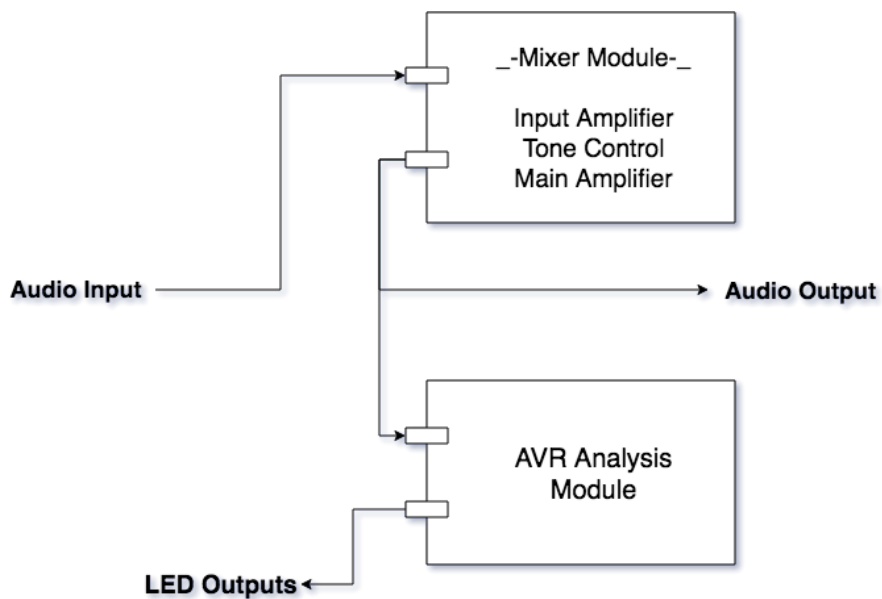 _-Mixer Module-_
Input Amplifier
Tone Control
Main Amplifier
Audio Input
Audio Output
AVR Analysis
Module
LED Outputs